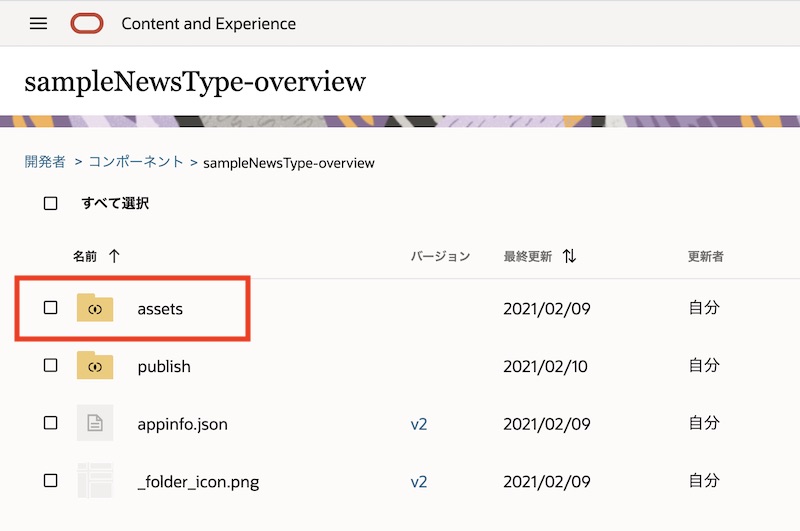 Content and Experience
sampleNewsType-overview
開発者 > コンポーネント > sampleNewsType-overview
すべて選択
名前 ↑ バージョン 最終更新 更新者
assets 2021/02/09 自分
publish 2021/02/10 自分
appinfo.json v2 2021/02/09 自分
_folder_icon.png v2 2021/02/09 自分